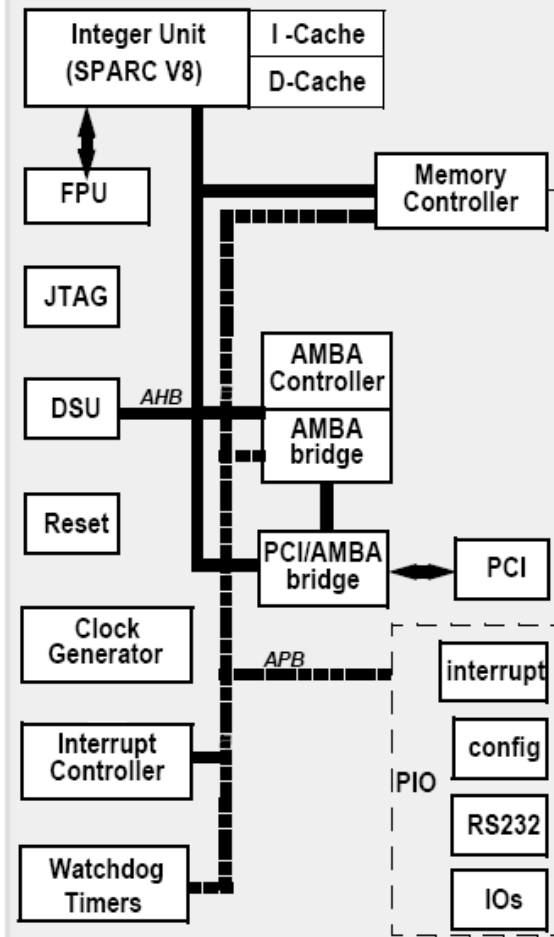 Integer Unit
(SPARC V8)
I -Cache
D-Cache
FPU
Memory
Controller
JTAG
AMBA
Controller
DSU
AHB
AMBA
bridge
Reset
PCI/AMBA
bridge
PCI
Clock
Generator
APB
interrupt
Interrupt
Controller
config
PIO
RS232
Watchdog
Timers
IOs